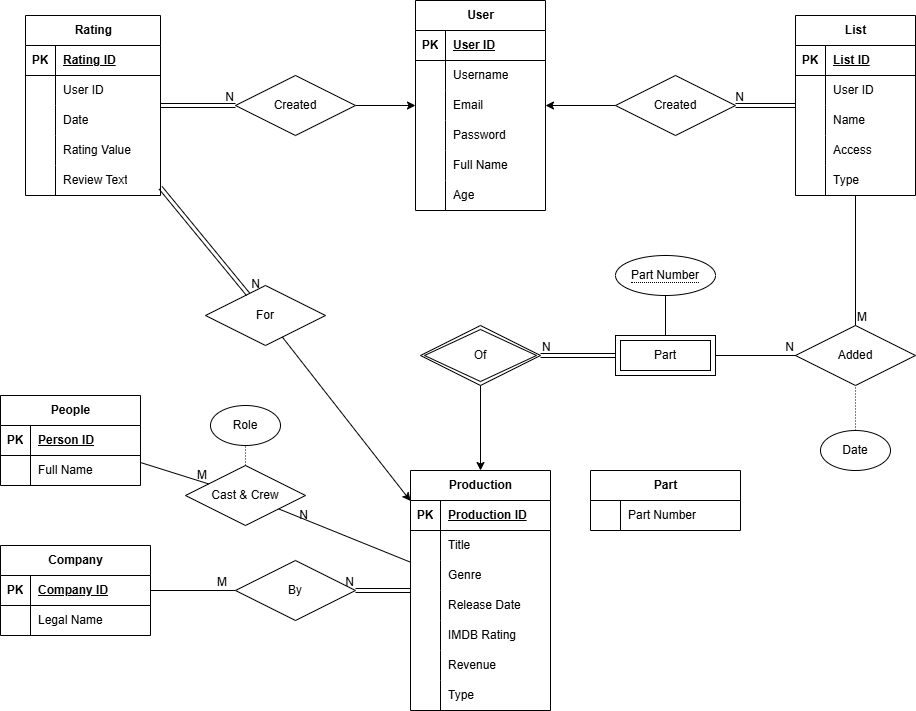 Rating
PK Rating ID
User ID
Date
Rating Value
Review Text
N
Created
User
PK User ID
Username
Email
Password
Full Name
Age
Created
N
List
PK List ID
User ID
Name
Access
Type
N
For
Part Number
Of
N
Part
N
M
Added
Date
People
PK Person ID
Full Name
Role
M
Cast & Crew
N
Company
PK Company ID
Legal Name
M
By
N
Production
PK Production ID
Title
Genre
Release Date
IMDB Rating
Revenue
Type
Part
Part Number